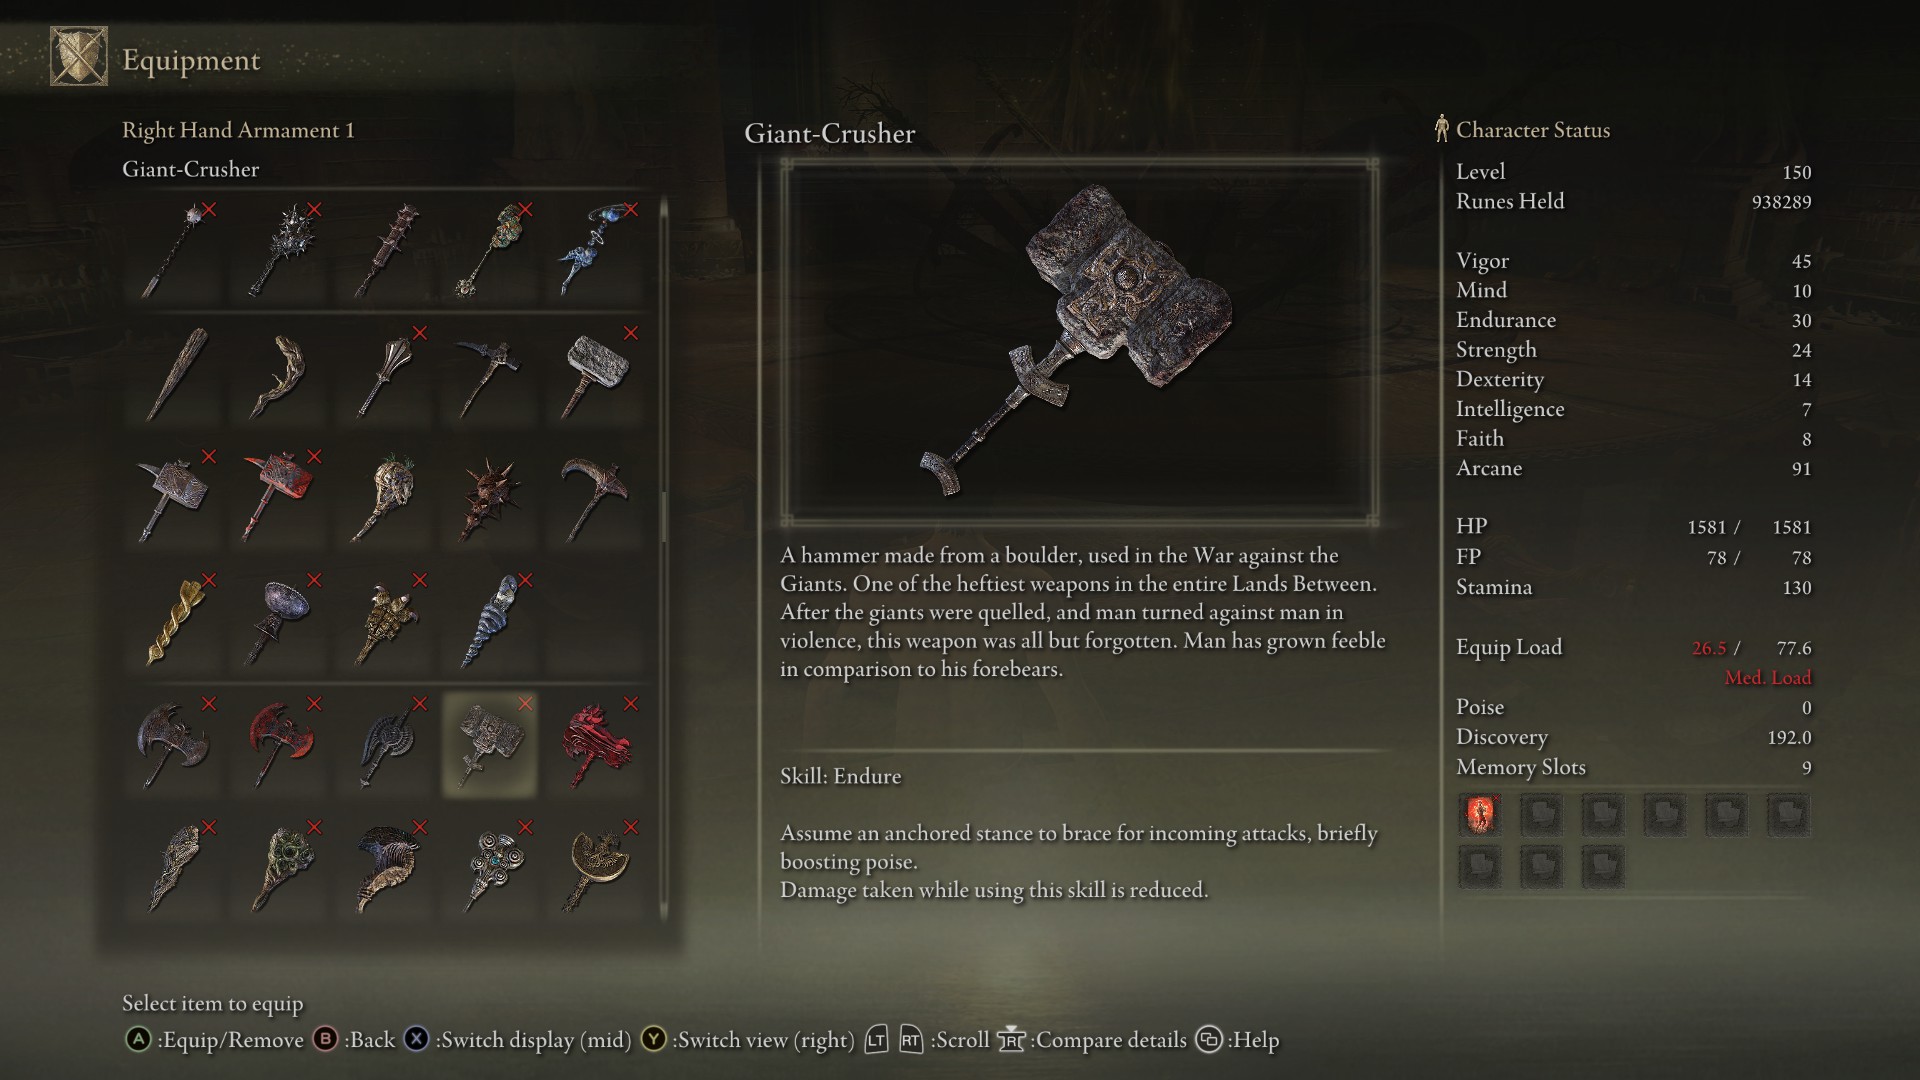 Equipment
Right Hand Armament 1
Giant-Crusher
Giant-Crusher
A hammer made from a boulder, used in the War against the
Giants. One of the heftiest weapons in the entire Lands Between.
After the giants were quelled, and man turned against man in
violence, this weapon was all but forgotten. Man has grown feeble
in comparison to his forebears.
Skill: Endure
Assume an anchored stance to brace for incoming attacks, briefly
boosting poise.
Damage taken while using this skill is reduced.
Character Status
Level 150
Runes Held 938289
Vigor 45
Mind 10
Endurance 30
Strength 24
Dexterity 14
Intelligence 7
Faith 8
Arcane 91
HP 1581 / 1581
FP 78 / 78
Stamina 130
Equip Load 26.5 / 77.6
Med. Load
Poise 0
Discovery 192.0
Memory Slots 9
Select item to equip
A :Equip/Remove B :Back X :Switch display (mid) Y :Switch view (right) LT RT :Scroll R :Compare details :Help